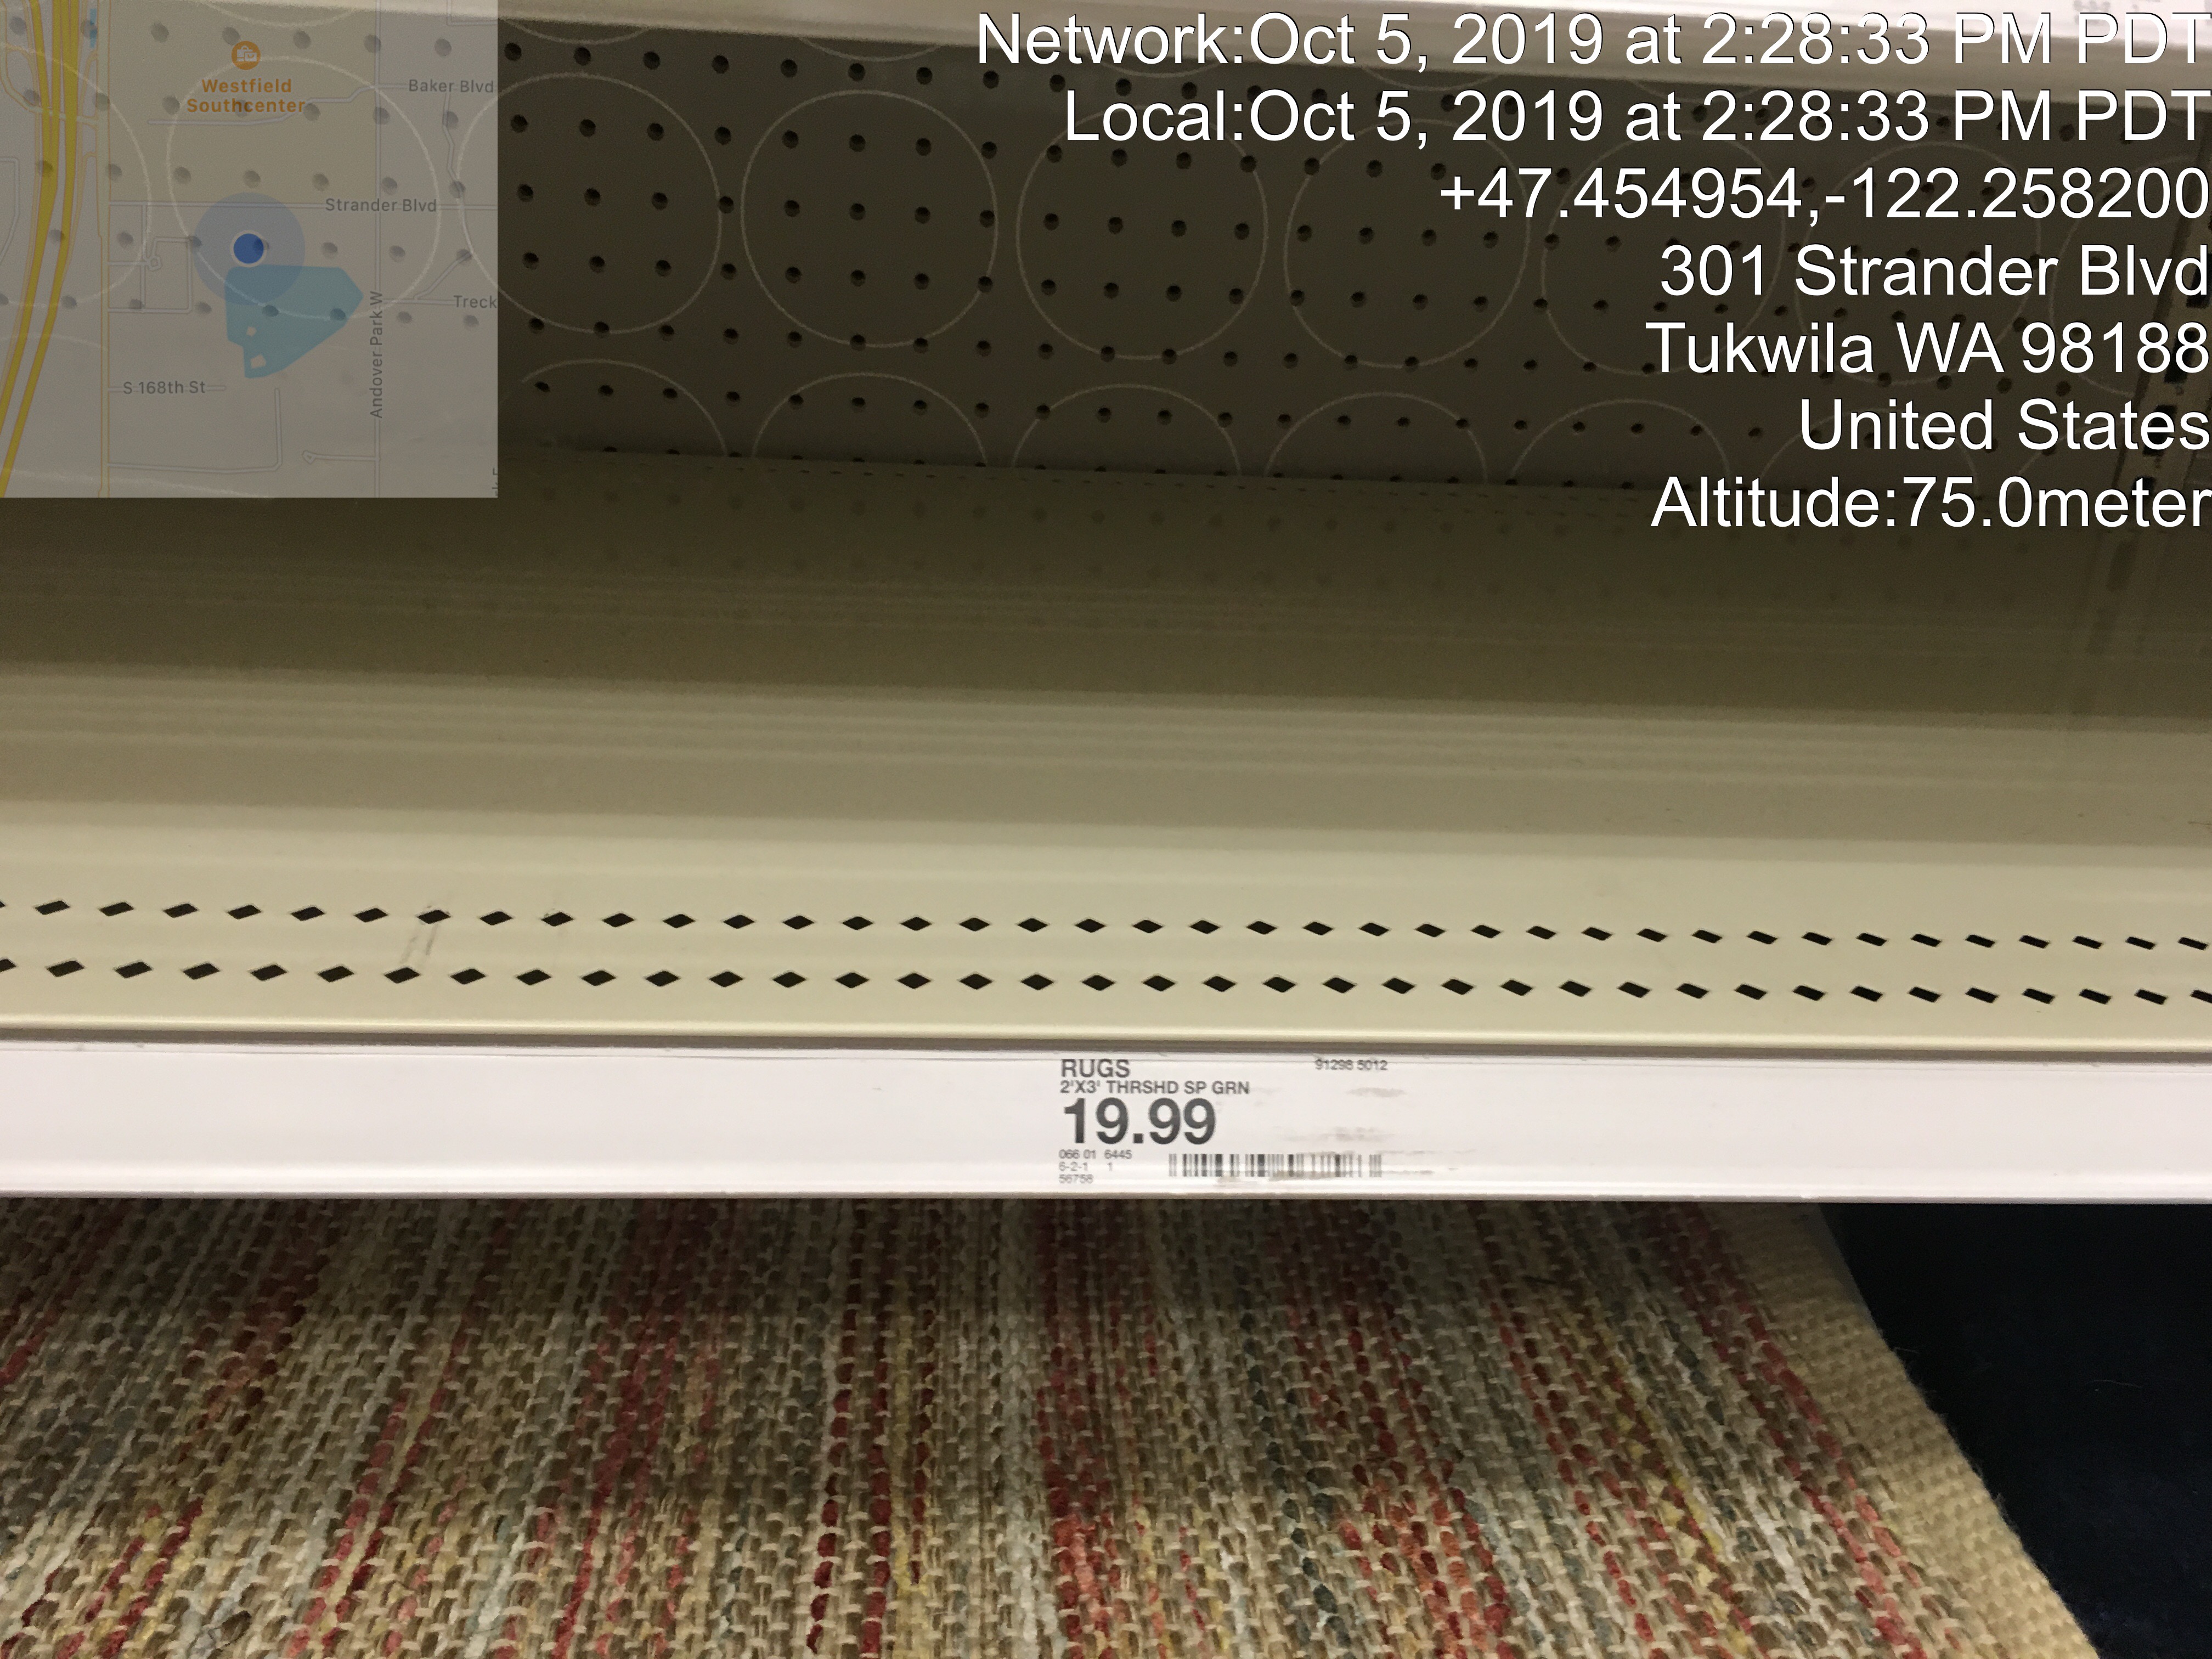 Network:Oct 5, 2019 at 2:28:33 PM PDT
Local:Oct 5, 2019 at 2:28:33 PM PDT
+47.454954,-122.258200
301 Strander Blvd
Tukwila WA 98188
United States
Altitude:75.0meter
Westfield
Southcenter
Baker Blvd
Strander Blvd
Treck
Andover Park W
S 168th St
RUGS
91298 5012
2'X3' THRSHD SP GRN
19.99
066 01 6445
6-2-1 1
56758